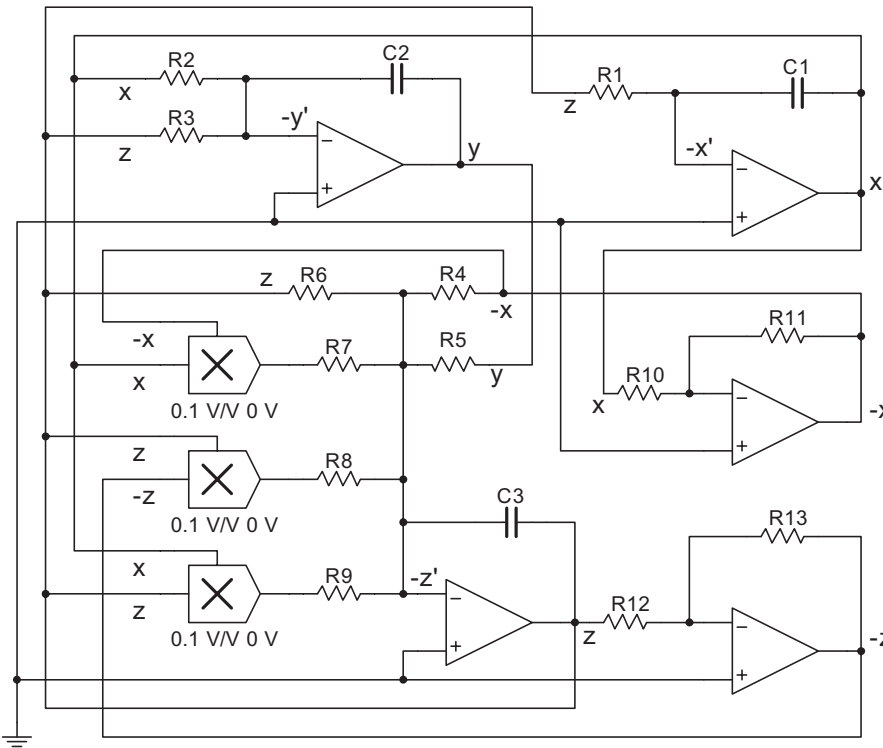 C2
R2
x
R3
z
-y'
y
R1
z
C1
-x'
x
z
R6
R4
-x
-x
x
R7
R5
y
0.1 V/V 0 V
R11
x
R10
-x
z
-z
R8
0.1 V/V 0 V
C3
R13
x
z
R9
-z'
0.1 V/V 0 V
z
R12
-z